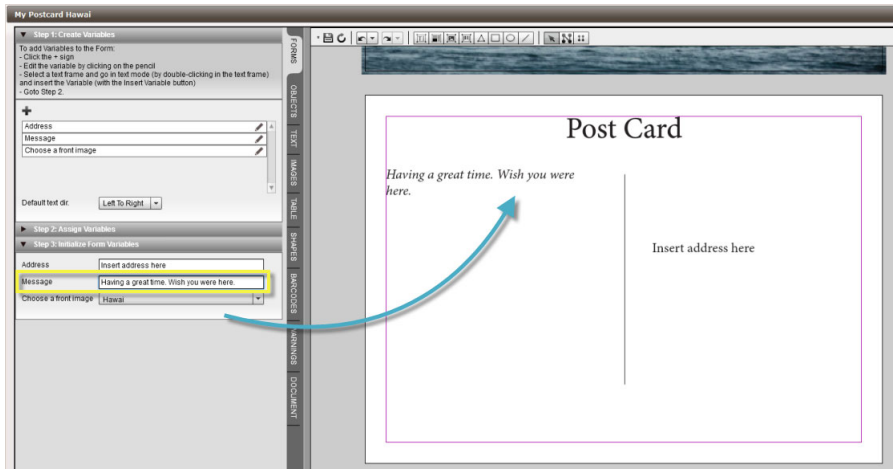 My Postcard Hawai
Step 1: Create Variables
To add Variables to the Form:
- Click the + sign
- Edit the variable by clicking on the pencil
- Select a text frame and go in text mode (by double-clicking in the text frame)
and insert the Variable (with the Insert Variable button)
- Goto Step 2.
Address
Message
Choose a front image
Default text dir.
Left To Right
Step 2: Assign Variables
Step 3: Initialize Form Variables
Address
Insert address here
Message
Having a great time. Wish you were here.
Choose a front image
Hawai
FORMS
OBJECTS
TEXT
IMAGES
TABLE
SHAPES
BARCODES
WARNINGS
DOCUMENT
Post Card
Having a great time. Wish you were
here.
Insert address here